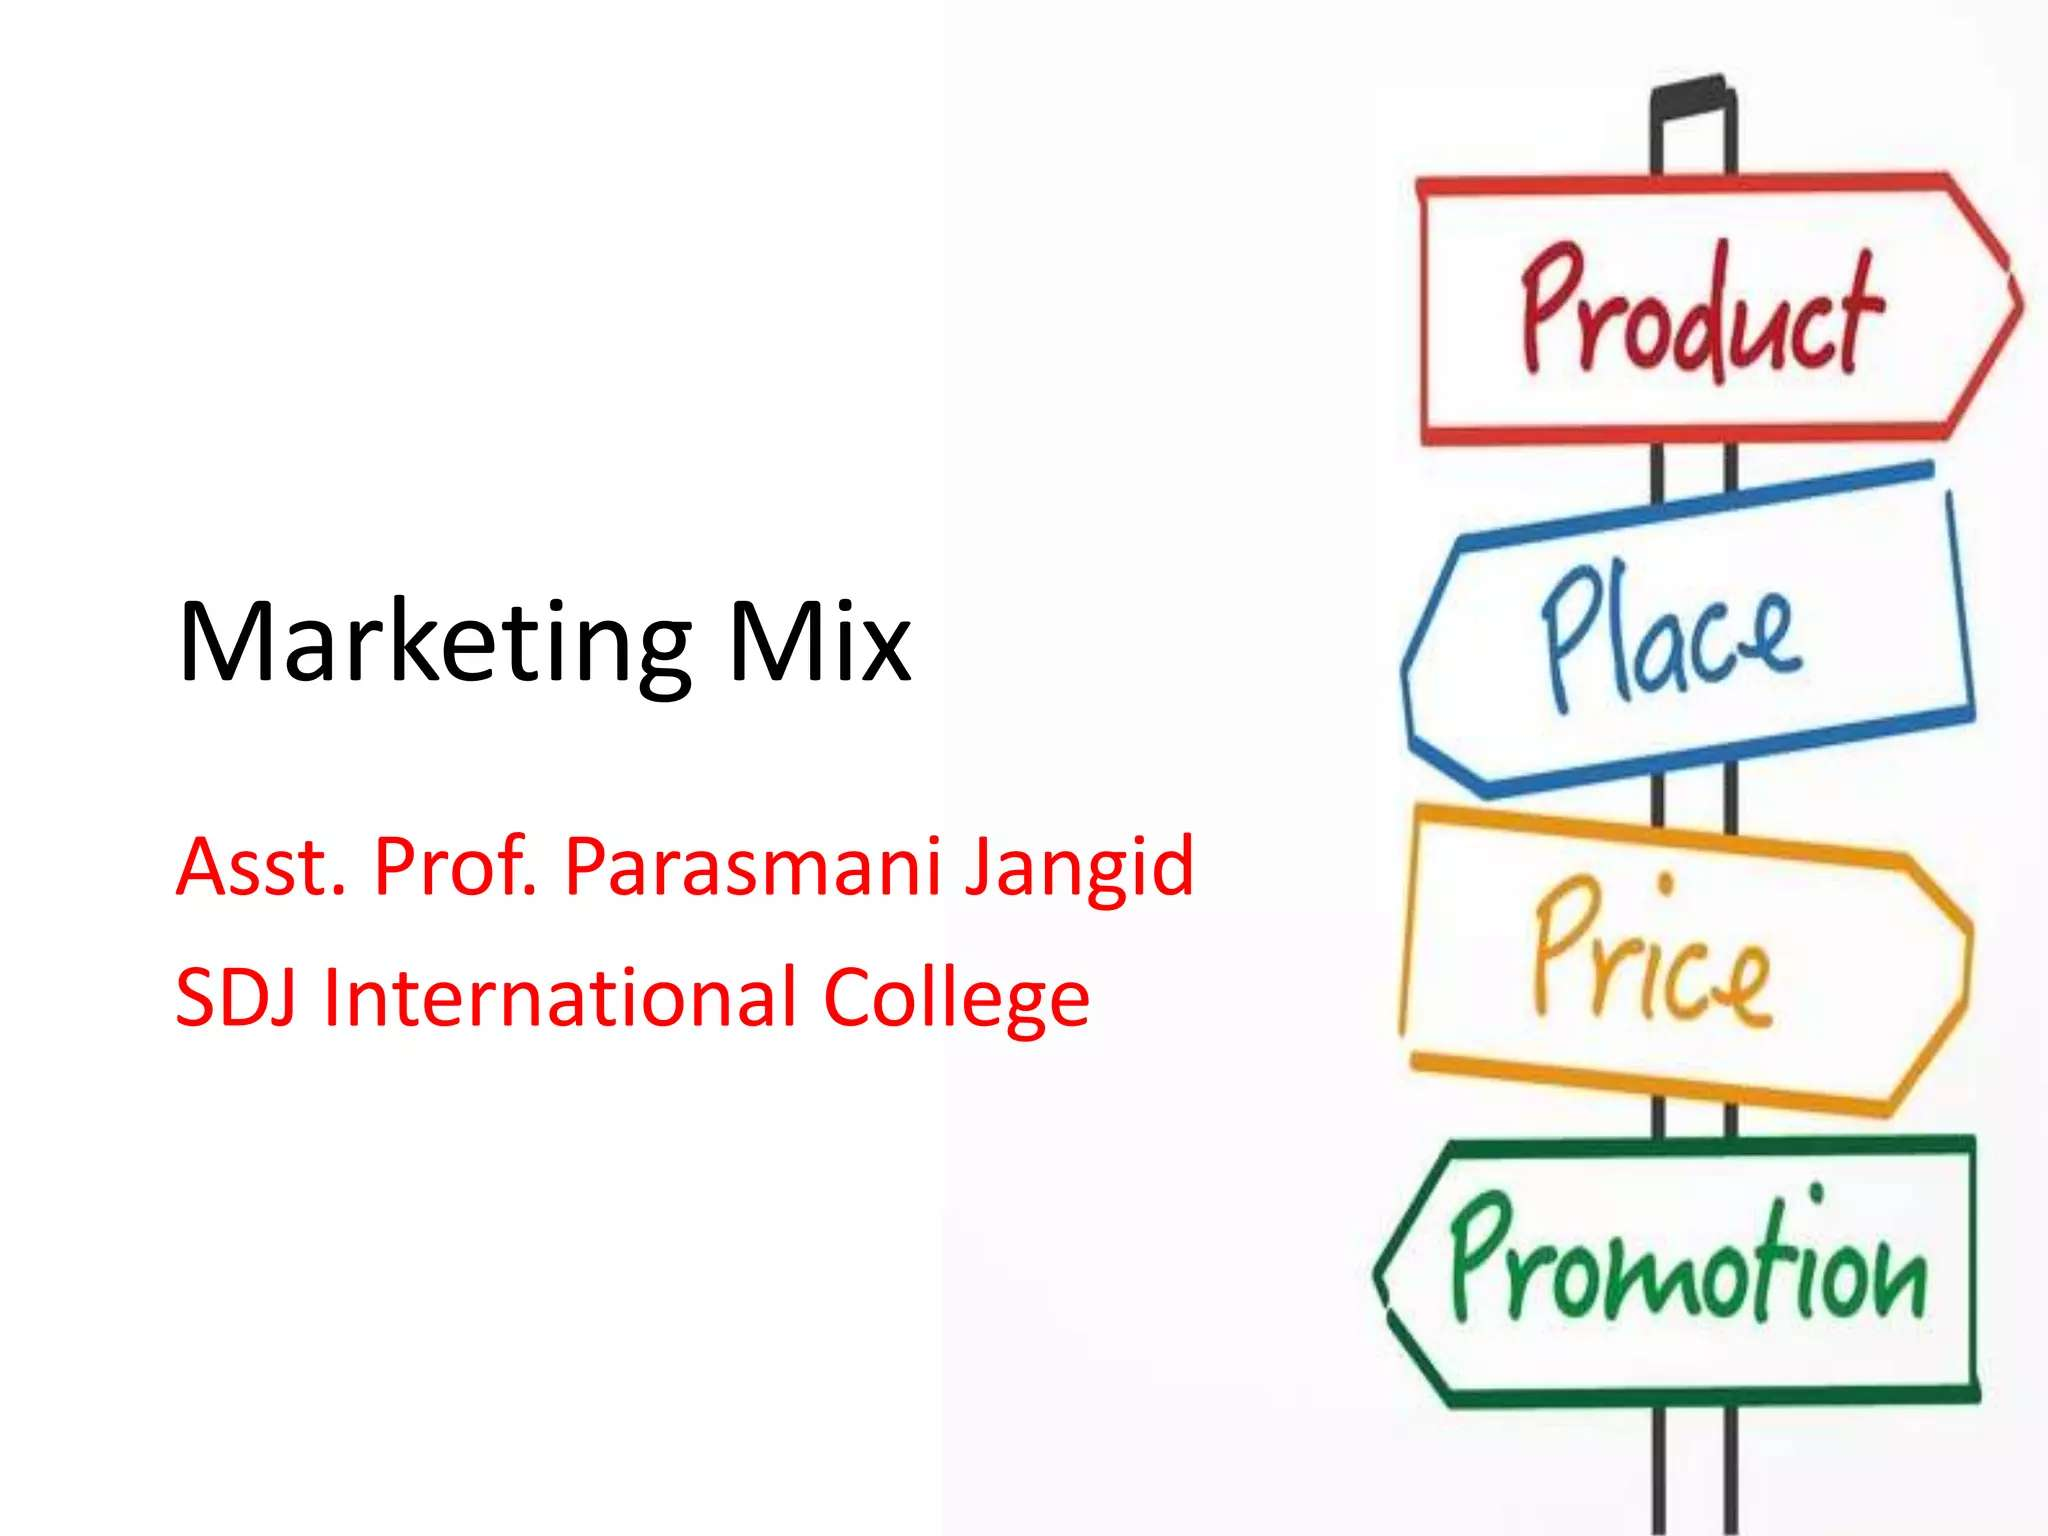 Marketing Mix
Asst. Prof. Parasmani Jangid
SDJ International College
Product
Place
Price
Promotion